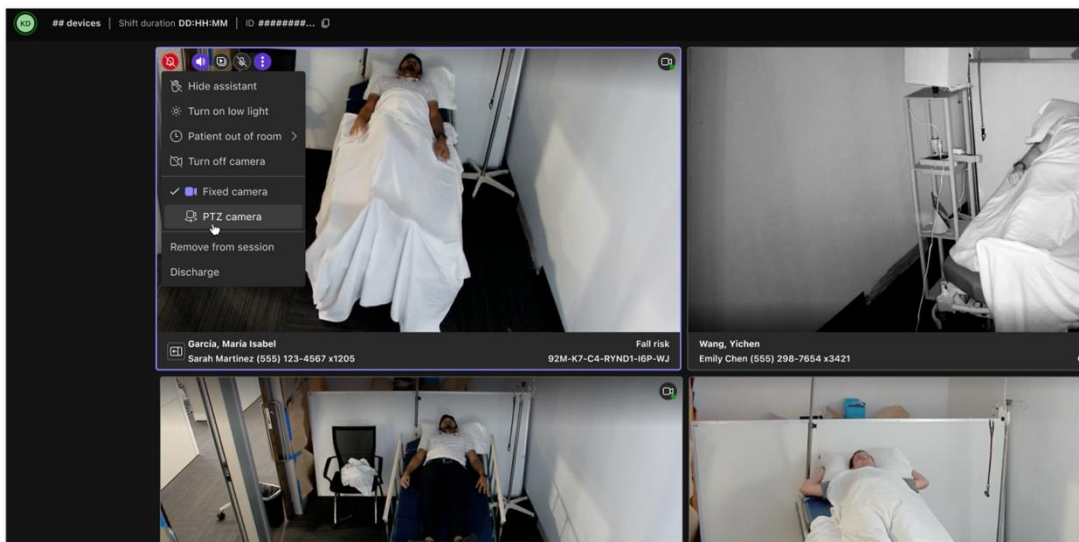 KD
## devices | Shift duration DD:HH:MM | ID ########...
Hide assistant
Turn on low light
Patient out of room
Turn off camera
Fixed camera
PTZ camera
Remove from session
Discharge
García, María Isabel
Fall risk
Sarah Martinez (555) 123-4567 x1205
92M-K7-C4-RYND1-I6P-WJ
Wang, Yichen
Emily Chen (555) 298-7654 x3421